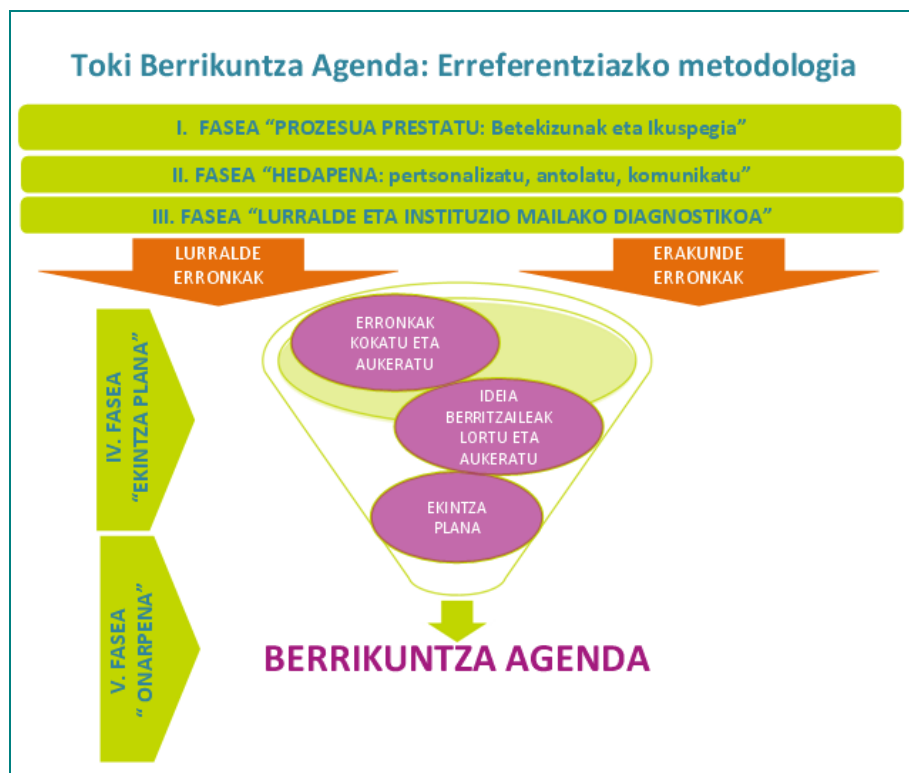 Toki Berrikuntza Agenda: Erreferentziazko metodologia
I. FASEA “PROZESUA PRESTATU: Betekizunak eta Ikuspegia”
II. FASEA “HEDAPENA: pertsonalizatu, antolatu, komunikatu”
III. FASEA “LURRALDE ETA INSTITUZIO MAILAKO DIAGNOSTIKOA”
LURRALDE
ERRONKAK
ERAKUNDE
ERRONKAK
IV. FASEA
“EKINTZA PLANA”
ERRONKAK
KOKATU ETA
AUKERATU
IDEIA
BERRITZAILEAK
LORTU ETA
AUKERATU
EKINTZA
PLANA
V. FASEA
“ ONARPENA”
BERRIKUNTZA AGENDA